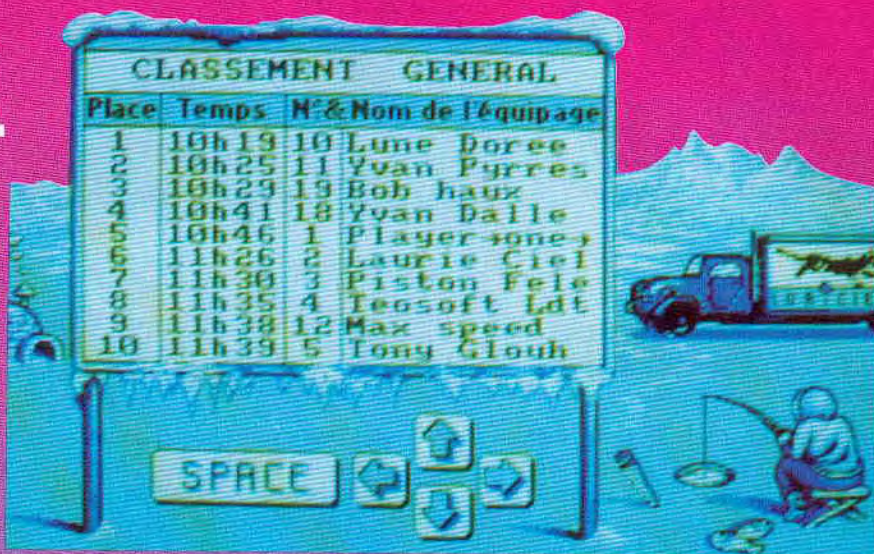 CLASSEMENT GENERAL
Place Temps N°& Nom de l'équipage
1 10h19 10 Lune Doree
2 10h25 11 Yvan Pyrres
3 10h29 19 Bob haux
4 10h41 18 Yvan Dalle
5 10h46 1 Player→one→
6 11h26 2 Laurie Ciel
7 11h30 3 Piston Fele
8 11h35 4 Teosoft Ldt
9 11h38 12 Max speed
10 11h39 5 Tony Glouh
SPACE